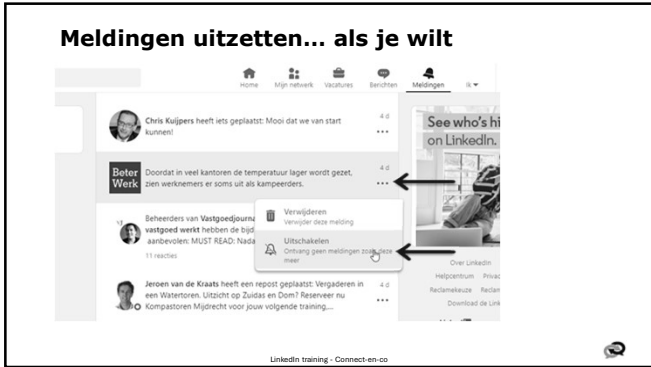 Meldingen uitzetten... als je wilt
Home Mijn netwerk Vacatures Berichten Meldingen Ik
Chris Kuijpers heeft iets geplaatst: Mooi dat we van start
kunnen!
4 d
See who's hi
on LinkedIn.
Beter
Werk
Doordat in veel kantoren de temperatuur lager wordt gezet,
zien werknemers er soms uit als kampeerders.
4 d
Verwijderen
Verwijder deze melding
Uitschakelen
Ontvang geen meldingen zoals deze
meer
Beheerders van Vastgoedjourna
vastgoed werkt hebben de bijd
aanbevolen: MUST READ: Nada
11 reacties
Jeroen van de Kraats heeft een repost geplaatst: Vergaderen in
een Watertoren. Uitzicht op Zuidas en Dom? Reserveer nu
Kompastoren Mijdrecht voor jouw volgende training,...
4 d
Over LinkedIn
Helpcentrum Privac
Reclamekeuze Reclam
Download de Link
LinkedIn training - Connect-en-co